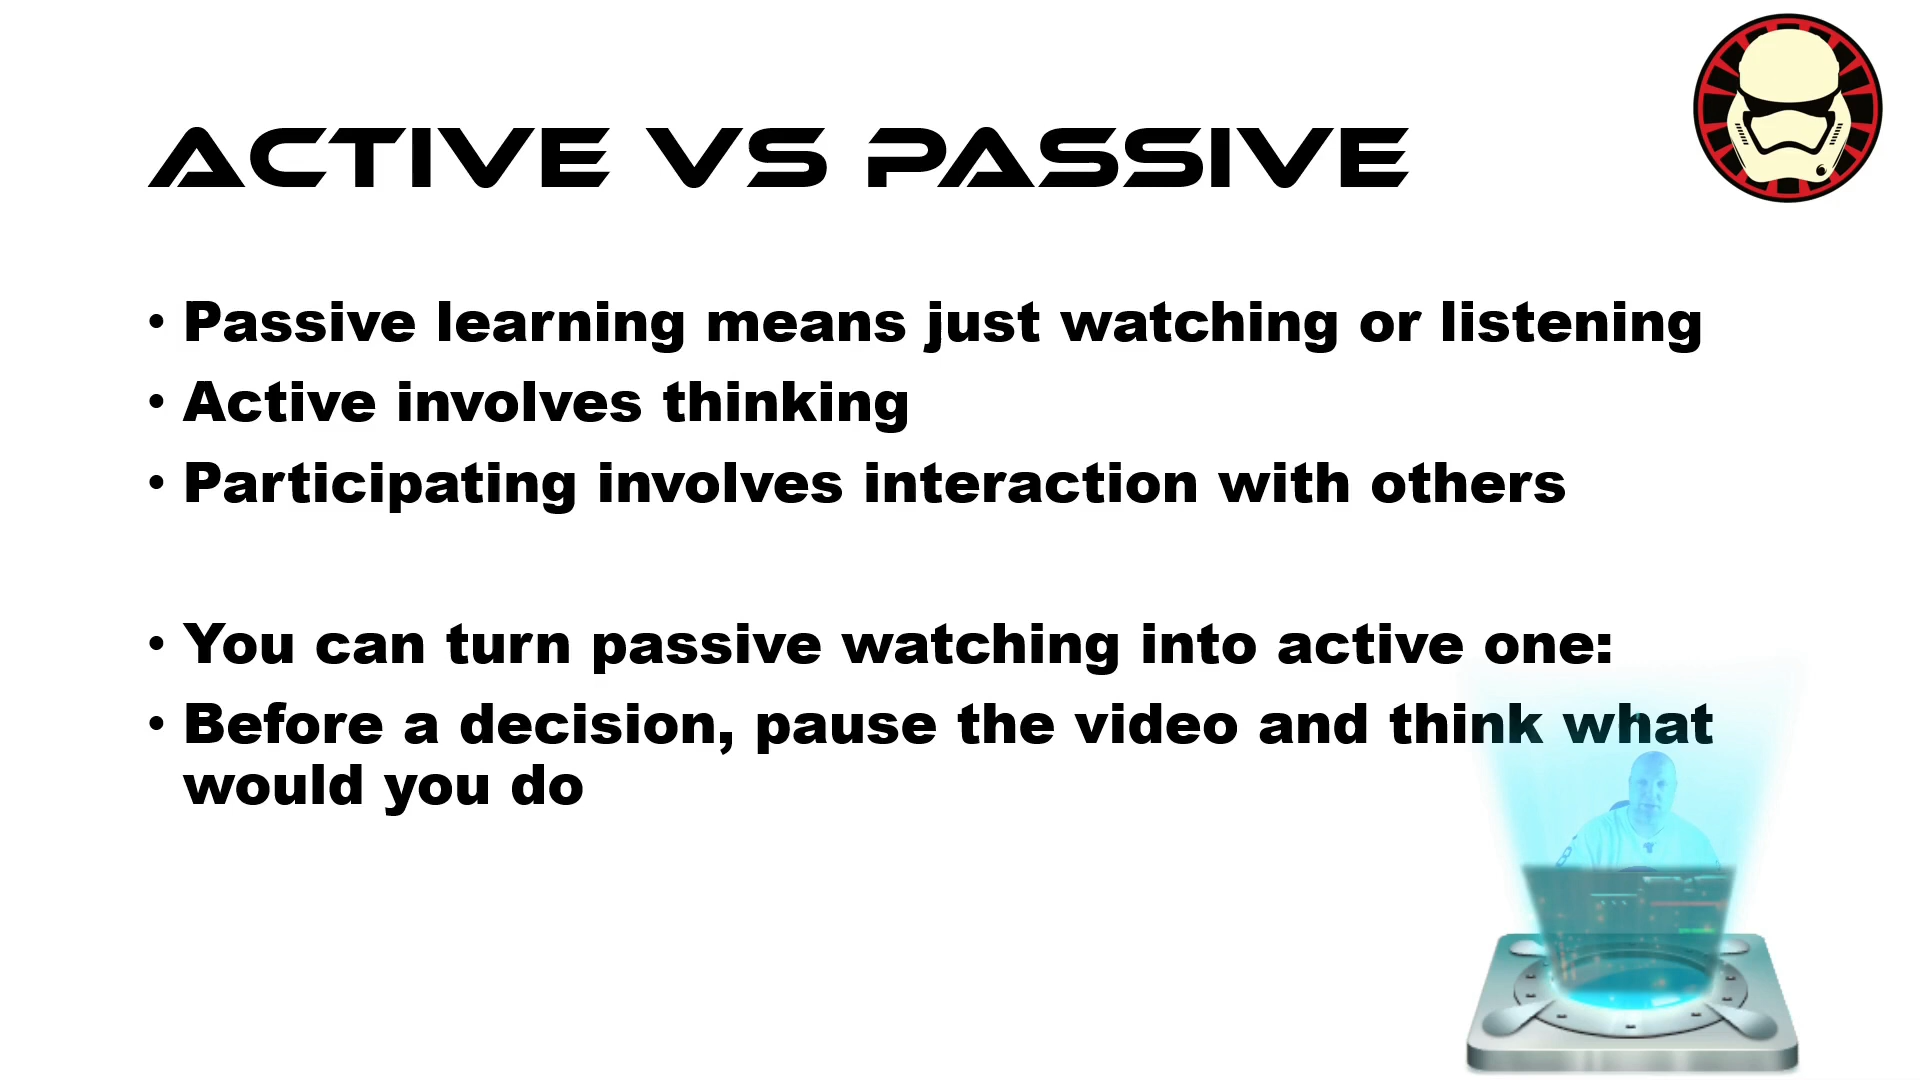 ACTIVE VS PASSIVE
• Passive learning means just watching or listening
• Active involves thinking
• Participating involves interaction with others
• You can turn passive watching into active one:
• Before a decision, pause the video and think what
would you do